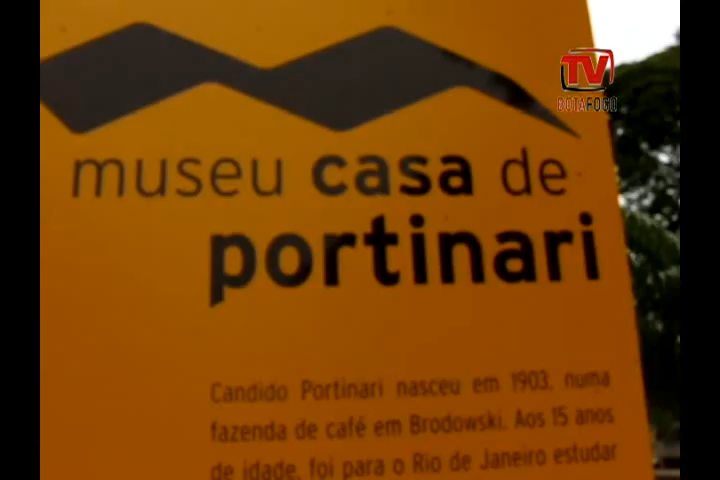 TV
BOTAFOGO
museu casa de
portinari
Candido Portinari nasceu em 1903, numa
fazenda de café em Brodowski. Aos 15 anos
de idade, foi para o Rio de Janeiro estudar